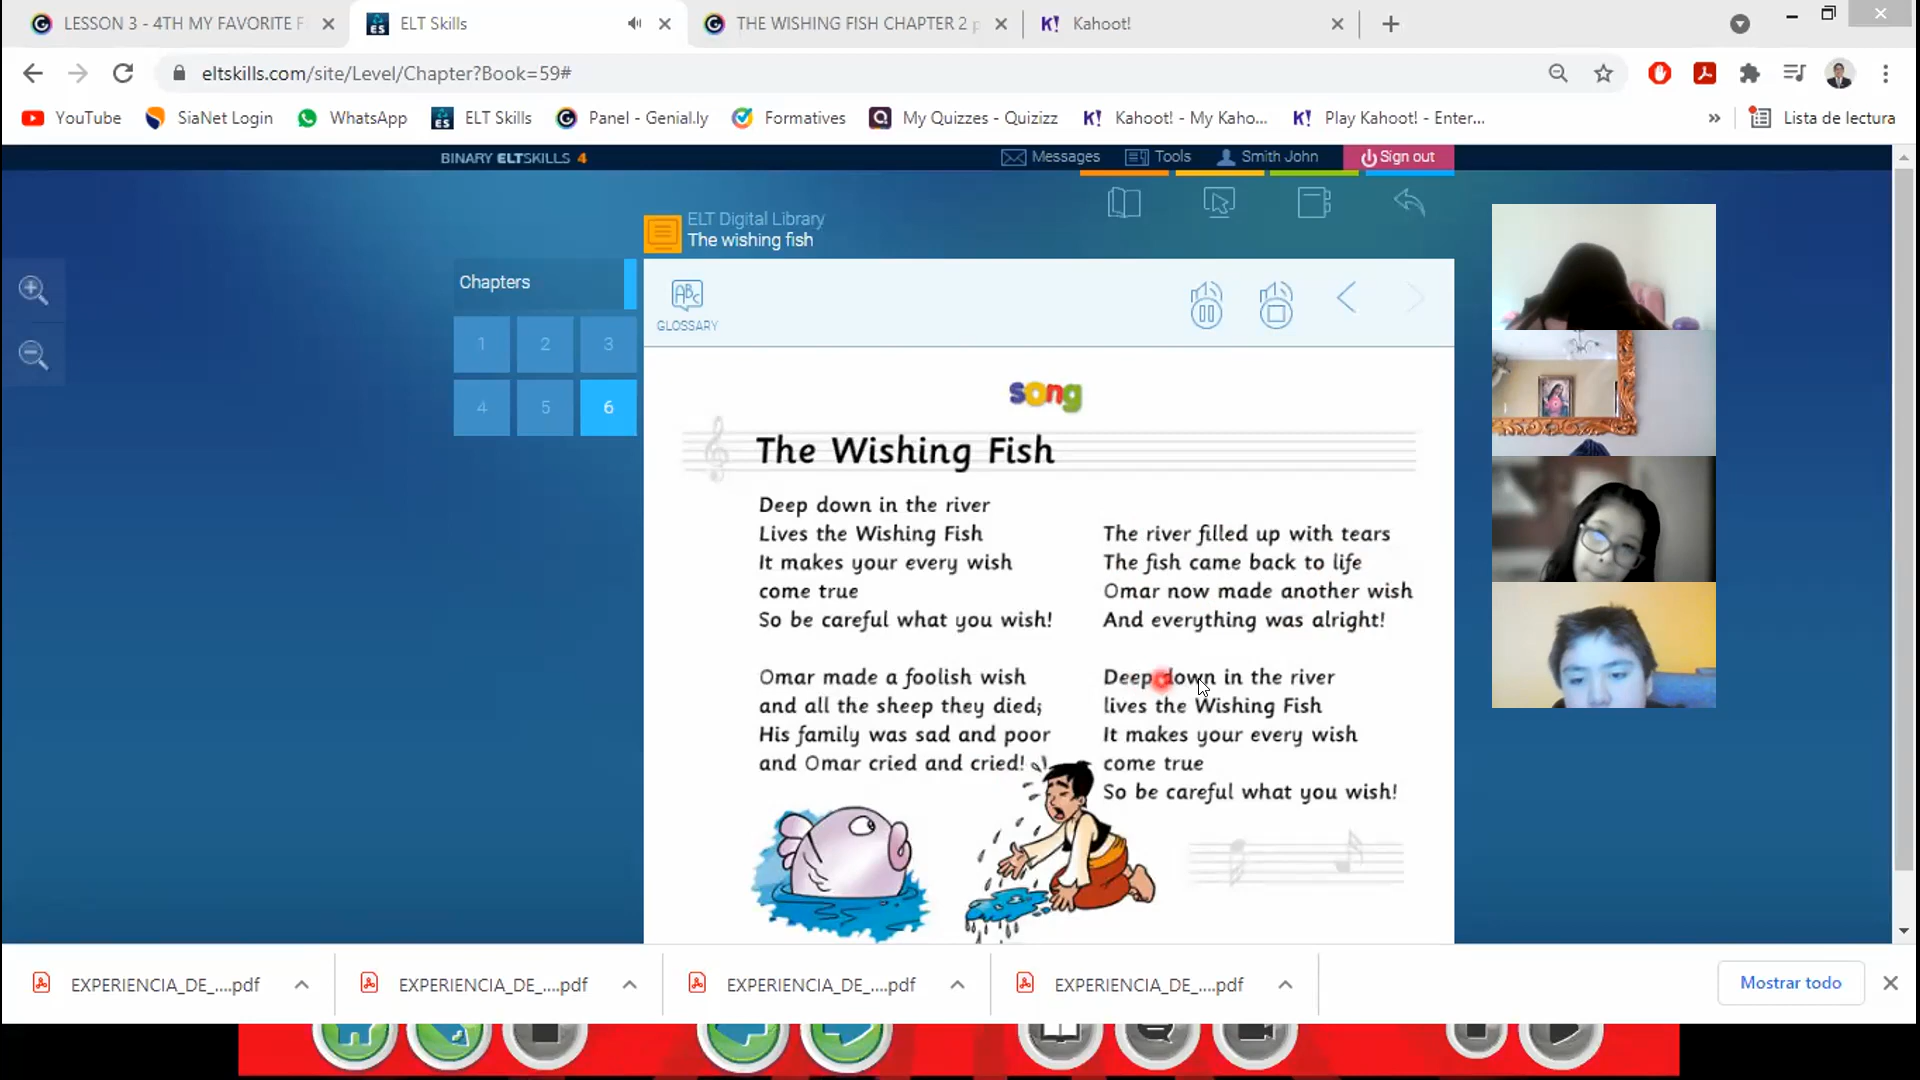 LESSON 3 - 4TH MY FAVORITE F
ELT Skills
THE WISHING FISH CHAPTER 2 p
Kahoot!
eltskills.com/site/Level/Chapter?Book=59#
YouTube
SiaNet Login
WhatsApp
ELT Skills
Panel - Genial.ly
Formatives
My Quizzes - Quizizz
Kahoot! - My Kaho...
Play Kahoot! - Enter...
»
Lista de lectura
BINARY ELTSKILLS 4
Messages
Tools
Smith John
Sign out
ELT Digital Library
The wishing fish
Chapters
1
2
3
4
5
6
ABC
GLOSSARY
song
The Wishing Fish
Deep down in the river
Lives the Wishing Fish
It makes your every wish
come true
So be careful what you wish!
Omar made a foolish wish
and all the sheep they died;
His family was sad and poor
and Omar cried and cried!
The river filled up with tears
The fish came back to life
Omar now made another wish
And everything was alright!
Deep down in the river
lives the Wishing Fish
It makes your every wish
come true
So be careful what you wish!
EXPERIENCIA_DE_....pdf
EXPERIENCIA_DE_....pdf
EXPERIENCIA_DE_....pdf
EXPERIENCIA_DE_....pdf
Mostrar todo